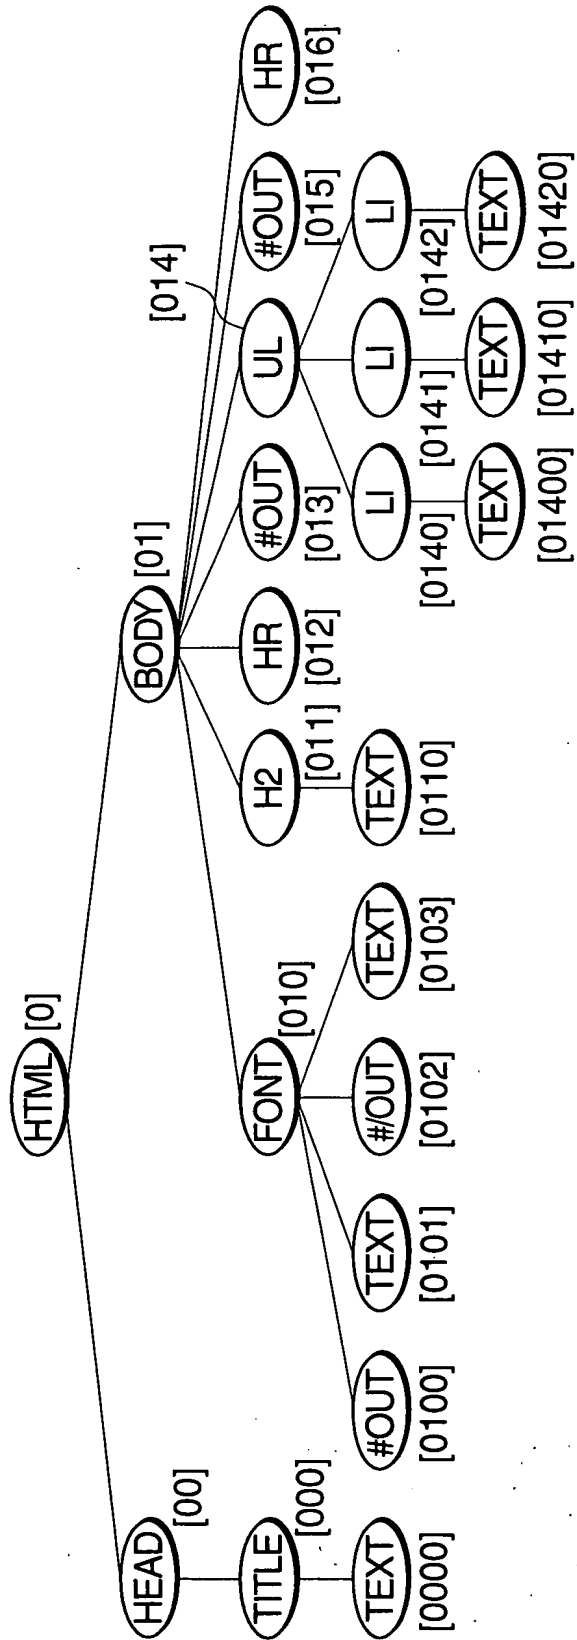 HTML [0]
HEAD [00]
BODY [01]
TITLE [000]
FONT [010]
H2 [011]
HR [012]
#OUT [013]
UL [014]
#OUT [015]
HR [016]
TEXT [0000]
#OUT [0100]
TEXT [0101]
#/OUT [0102]
TEXT [0103]
TEXT [0110]
LI [0140]
LI [0141]
LI [0142]
TEXT [01400]
TEXT [01410]
TEXT [01420]